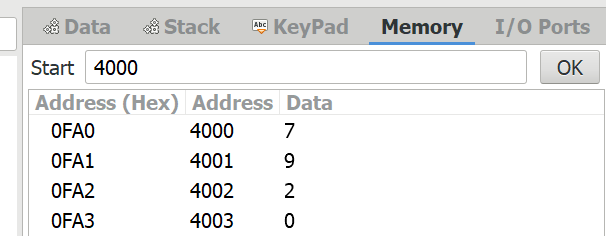 Data Stack Abc KeyPad Memory I/O Ports
Start 4000 OK
Address (Hex) Address Data
0FA0 4000 7
0FA1 4001 9
0FA2 4002 2
0FA3 4003 0